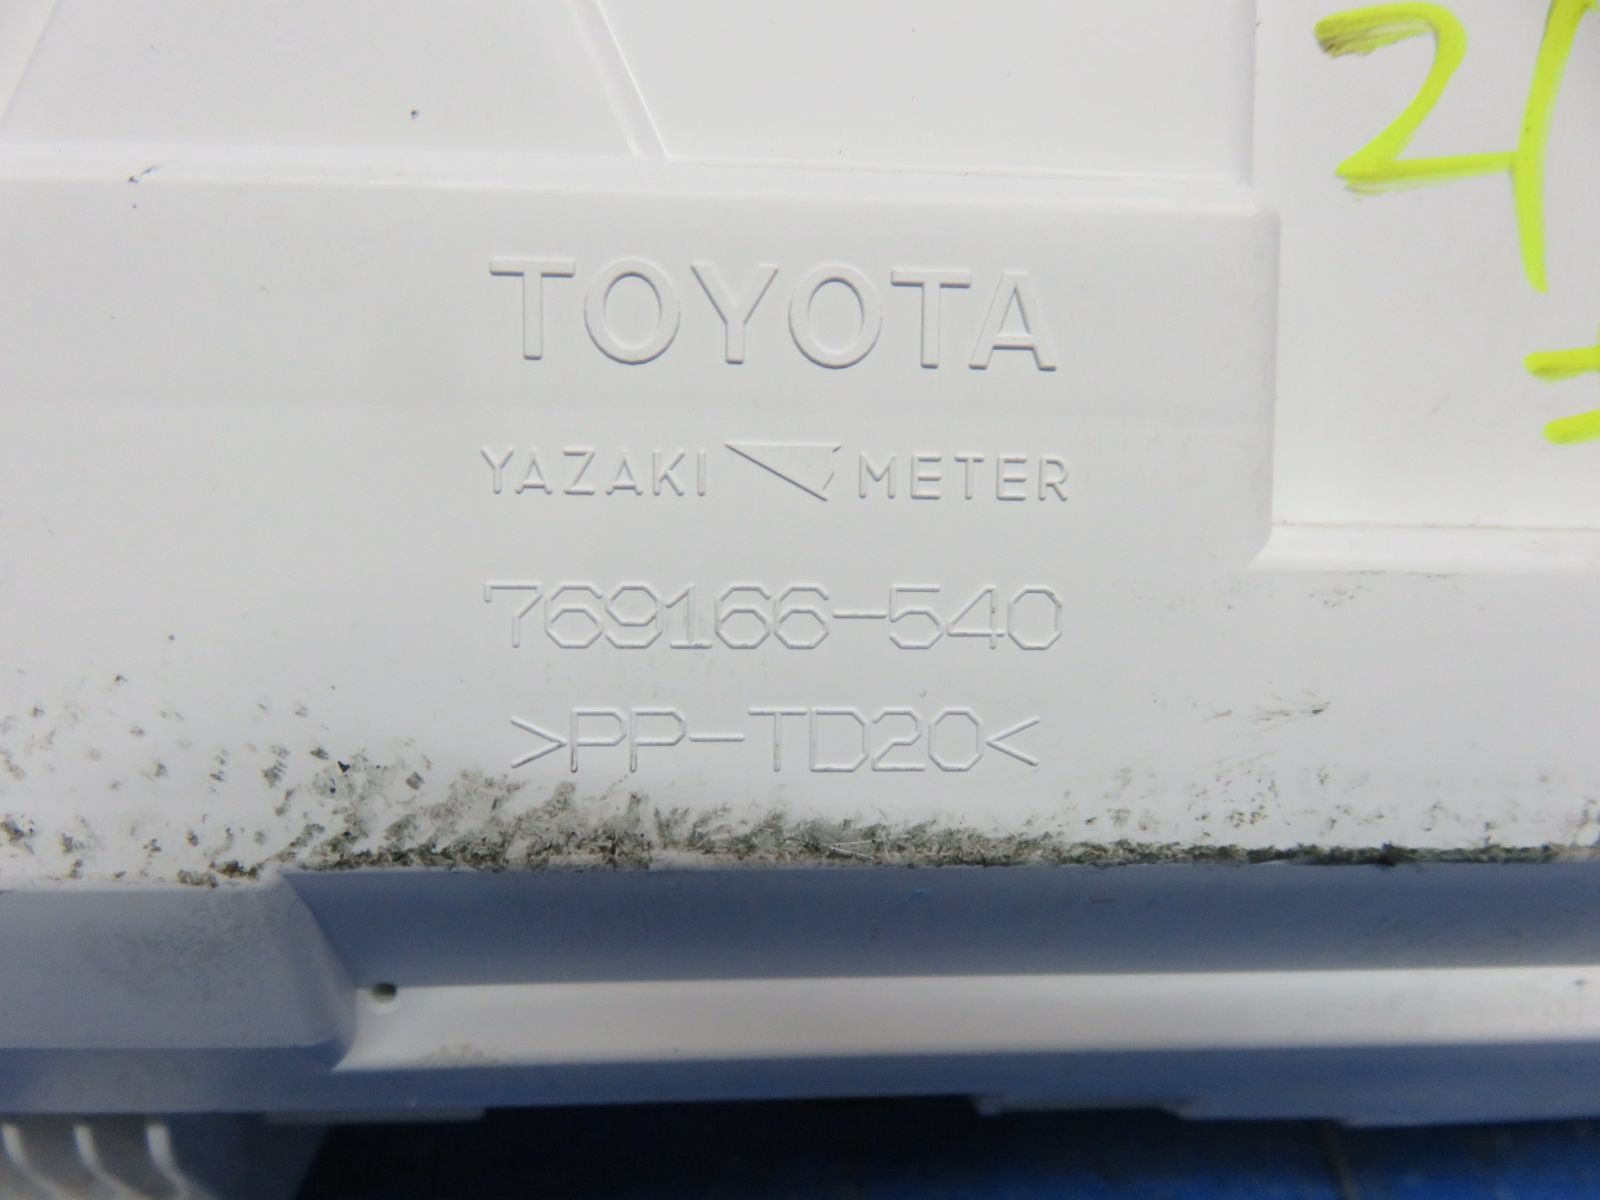 TOYOTA
YAZAKI METER
769166-540
>PP-TD20<
2